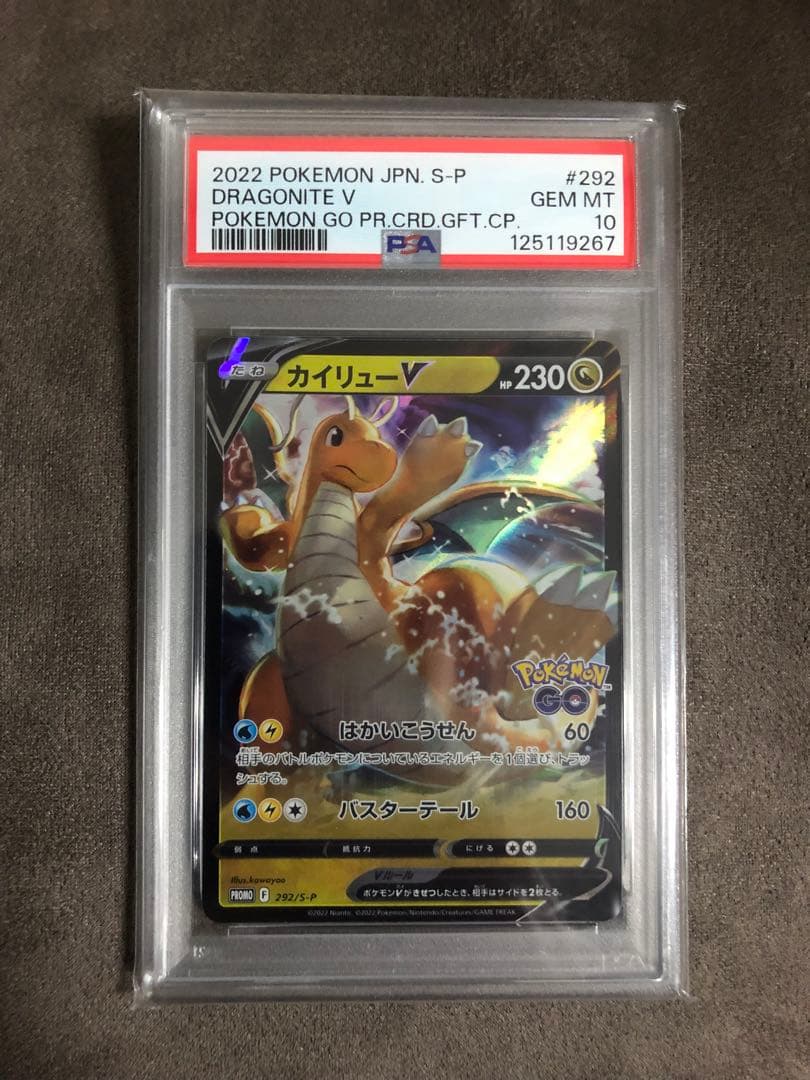 2022 POKEMON JPN. S-P #292
DRAGONITE V GEM MT
POKEMON GO PR.CRD.GFT.CP. 10
PSA 125119267
たね カイリューV HP 230
POKÉMON GO
はかいこうせん 60
相手のバトルポケモンについているエネルギーを1個選び、トラッ
シュする。
バスターテール 160
弱点 抵抗力 にげる
Vルール
ポケモンVがきぜつしたとき、相手はサイドを2枚とる。
Illus.kawayoo
PROMO F 292/S-P
©2022 Niantic. ©2022 Pokémon/Nintendo/Creatures/GAME FREAK.